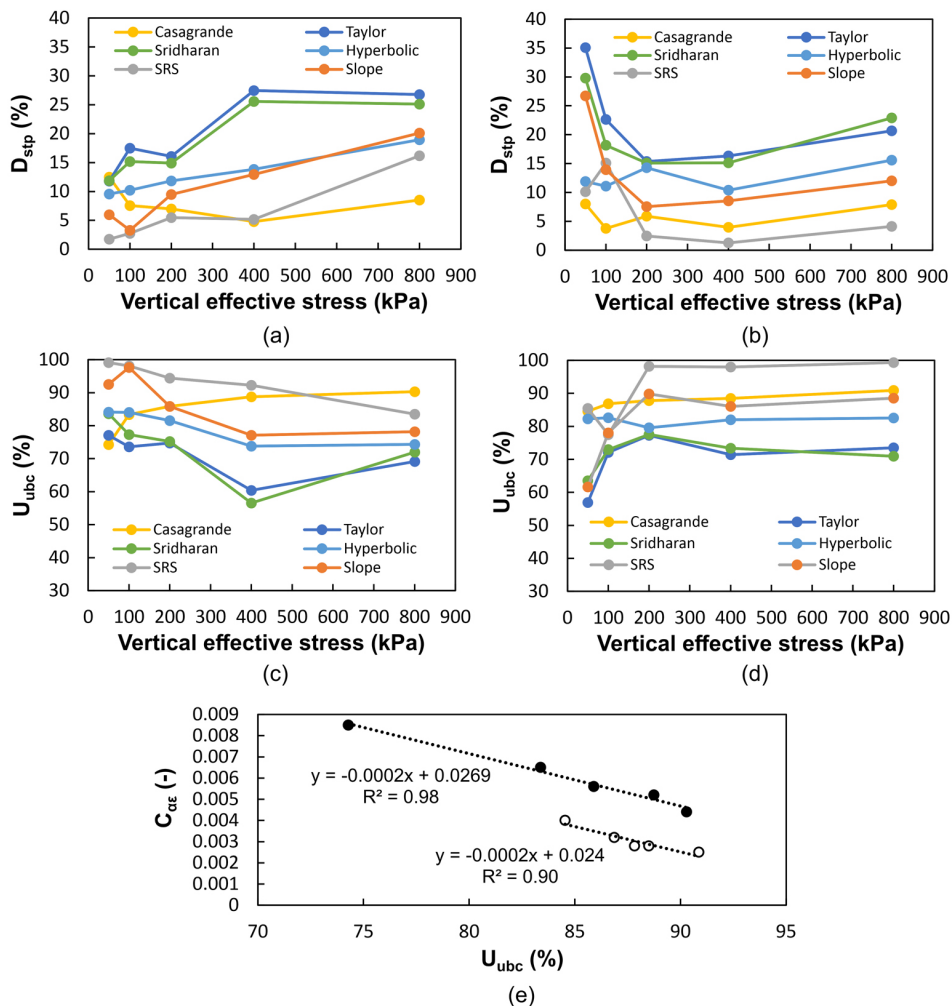 D_stp (%)
40
35
30
25
20
15
10
5
0
Casagrande Taylor
Sridharan Hyperbolic
SRS Slope
0 100 200 300 400 500 600 700 800 900
Vertical effective stress (kPa)
(a)
D_stp (%)
40
35
30
25
20
15
10
5
0
Casagrande Taylor
Sridharan Hyperbolic
SRS Slope
0 100 200 300 400 500 600 700 800 900
Vertical effective stress (kPa)
(b)
U_ubc (%)
100
90
80
70
60
50
40
30
Casagrande Taylor
Sridharan Hyperbolic
SRS Slope
0 100 200 300 400 500 600 700 800 900
Vertical effective stress (kPa)
(c)
U_ubc (%)
100
90
80
70
60
50
40
30
Casagrande Taylor
Sridharan Hyperbolic
SRS Slope
0 100 200 300 400 500 600 700 800 900
Vertical effective stress (kPa)
(d)
C_αε (-)
0.009
0.008
0.007
0.006
0.005
0.004
0.003
0.002
0.001
0
y = -0.0002x + 0.0269
R² = 0.98
y = -0.0002x + 0.024
R² = 0.90
70 75 80 85 90 95
U_ubc (%)
(e)